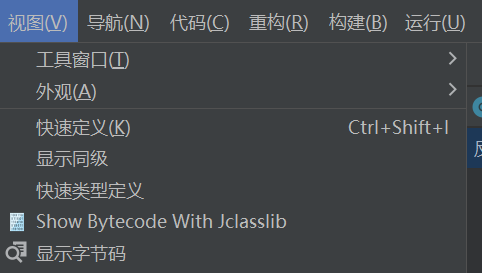 视图(V) 导航(N) 代码(C) 重构(R) 构建(B) 运行(U)
工具窗口(T)
外观(A)
快速定义(K) Ctrl+Shift+I
显示同级
快速类型定义
Show Bytecode With Jclasslib
显示字节码